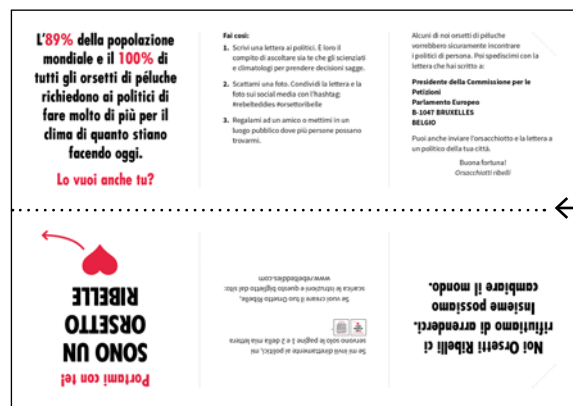 L'89% della popolazione
mondiale e il 100% di
tutti gli orsetti di péluche
richiedono ai politici di
fare molto di più per il
clima di quanto stiano
facendo oggi.
Lo vuoi anche tu?
Fai così:
1. Scrivi una lettera ai politici. È loro il
compito di ascoltare sia te che gli scienziati
e climatologi per prendere decisioni sagge.
2. Scattami una foto. Condividi la lettera e la
foto sui social media con l'hashtag:
#rebelteddies #orsettoribelle
3. Regalami ad un amico o mettimi in un
luogo pubblico dove più persone possano
trovarmi.
Alcuni di noi orsetti di péluche
vorrebbero sicuramente incontrare
i politici di persona. Poi spediscimi con la
lettera che hai scritto a:
Presidente della Commissione per le
Petizioni
Parlamento Europeo
B-1047 BRUXELLES
BELGIO
Puoi anche inviare l'orsacchiotto e la lettera a
un politico della tua città.
Buona fortuna!
Orsacchiotti ribelli
Noi Orsetti Ribelli ci
rifiutiamo di arrenderci.
Insieme possiamo
cambiare il mondo.
Se mi invii direttamente ai politici, mi
servono solo le pagine 1 e 2 della mia lettera
Se vuoi creare il tuo Orsetto Ribelle,
scarica le istruzioni e questo biglietto dal sito:
www.rebelteddies.com
Portami con te!
SONO UN
ORSETTO
RIBELLE